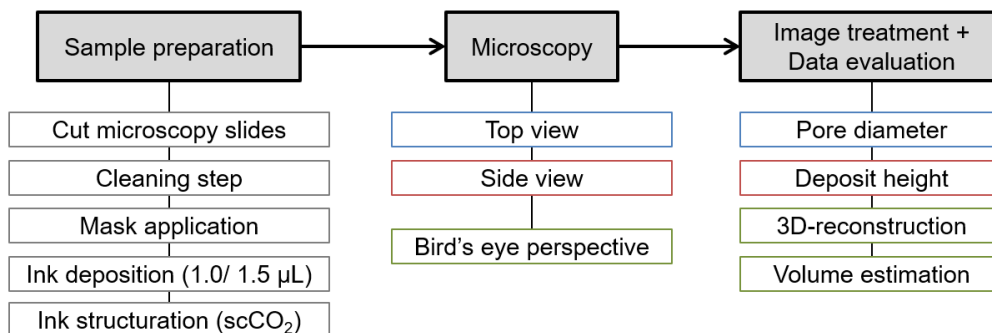 Sample preparation
Microscopy
Image treatment +
Data evaluation
Cut microscopy slides
Cleaning step
Mask application
Ink deposition (1.0/ 1.5 µL)
Ink structuration (scCO₂)
Top view
Side view
Bird's eye perspective
Pore diameter
Deposit height
3D-reconstruction
Volume estimation